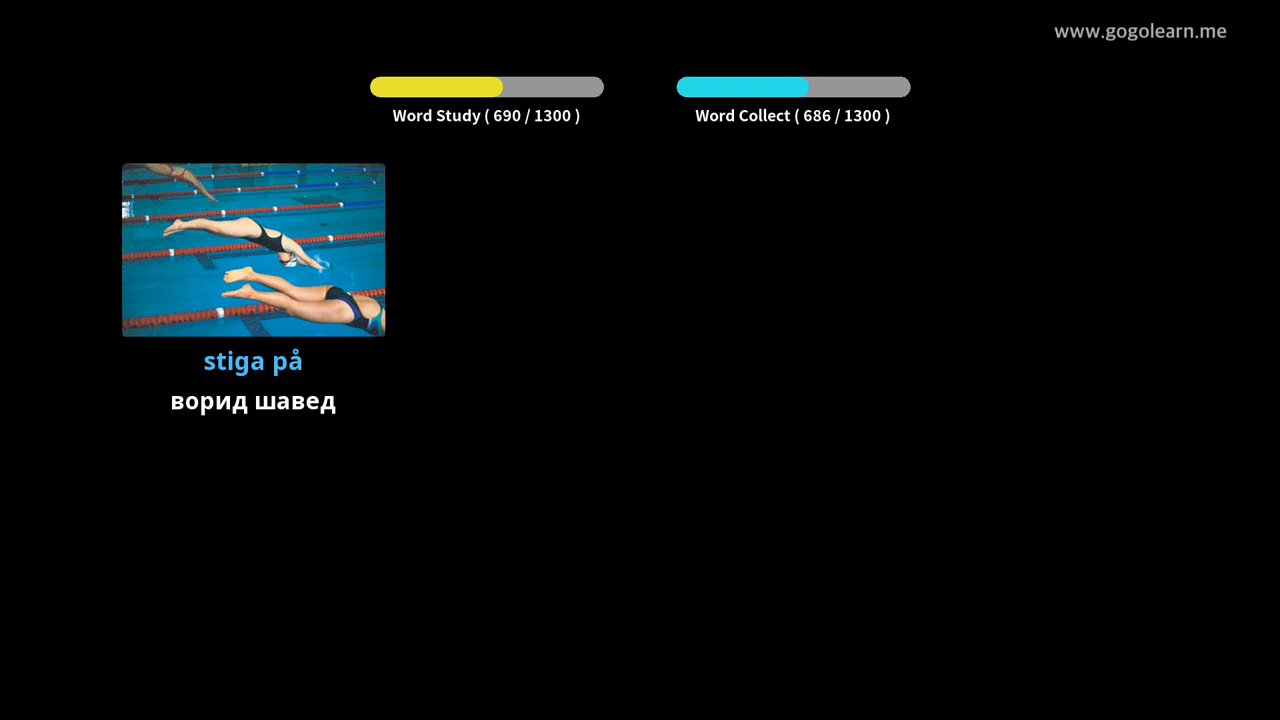 www.gogolearn.me
Word Study ( 690 / 1300 )
Word Collect ( 686 / 1300 )
stiga på
ворид шавед